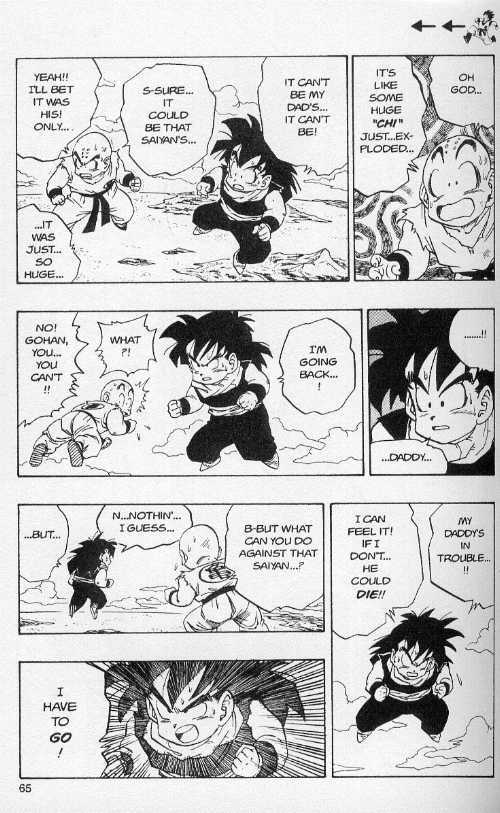 OH
GOD...
IT'S
LIKE
SOME
HUGE
"CHI"
JUST...EX-
PLODED...
IT CAN'T
BE MY
DAD'S...
IT CAN'T
BE!
S-SURE...
IT
COULD
BE THAT
SAIYAN'S...
YEAH!!
I'LL BET
IT WAS
HIS!
ONLY...
...IT
WAS
JUST...
SO
HUGE...
.......!!
...DADDY...
I'M
GOING
BACK...
!
WHAT
?!
NO!
GOHAN,
YOU...
YOU
CAN'T
!!
MY
DADDY'S
IN
TROUBLE...
!!
I CAN
FEEL IT!
IF I
DON'T...
HE
COULD
DIE!!
B-BUT WHAT
CAN YOU DO
AGAINST THAT
SAIYAN...?
N...NOTHIN'...
I GUESS...
...BUT...
I
HAVE
TO
GO
!
65